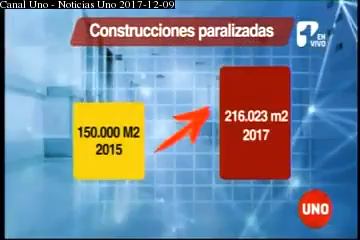 Canal Uno - Noticias Uno 2017-12-09
Construcciones paralizadas
1
EN
VIVO
150.000 M2
2015
216.023 m2
2017
UNO